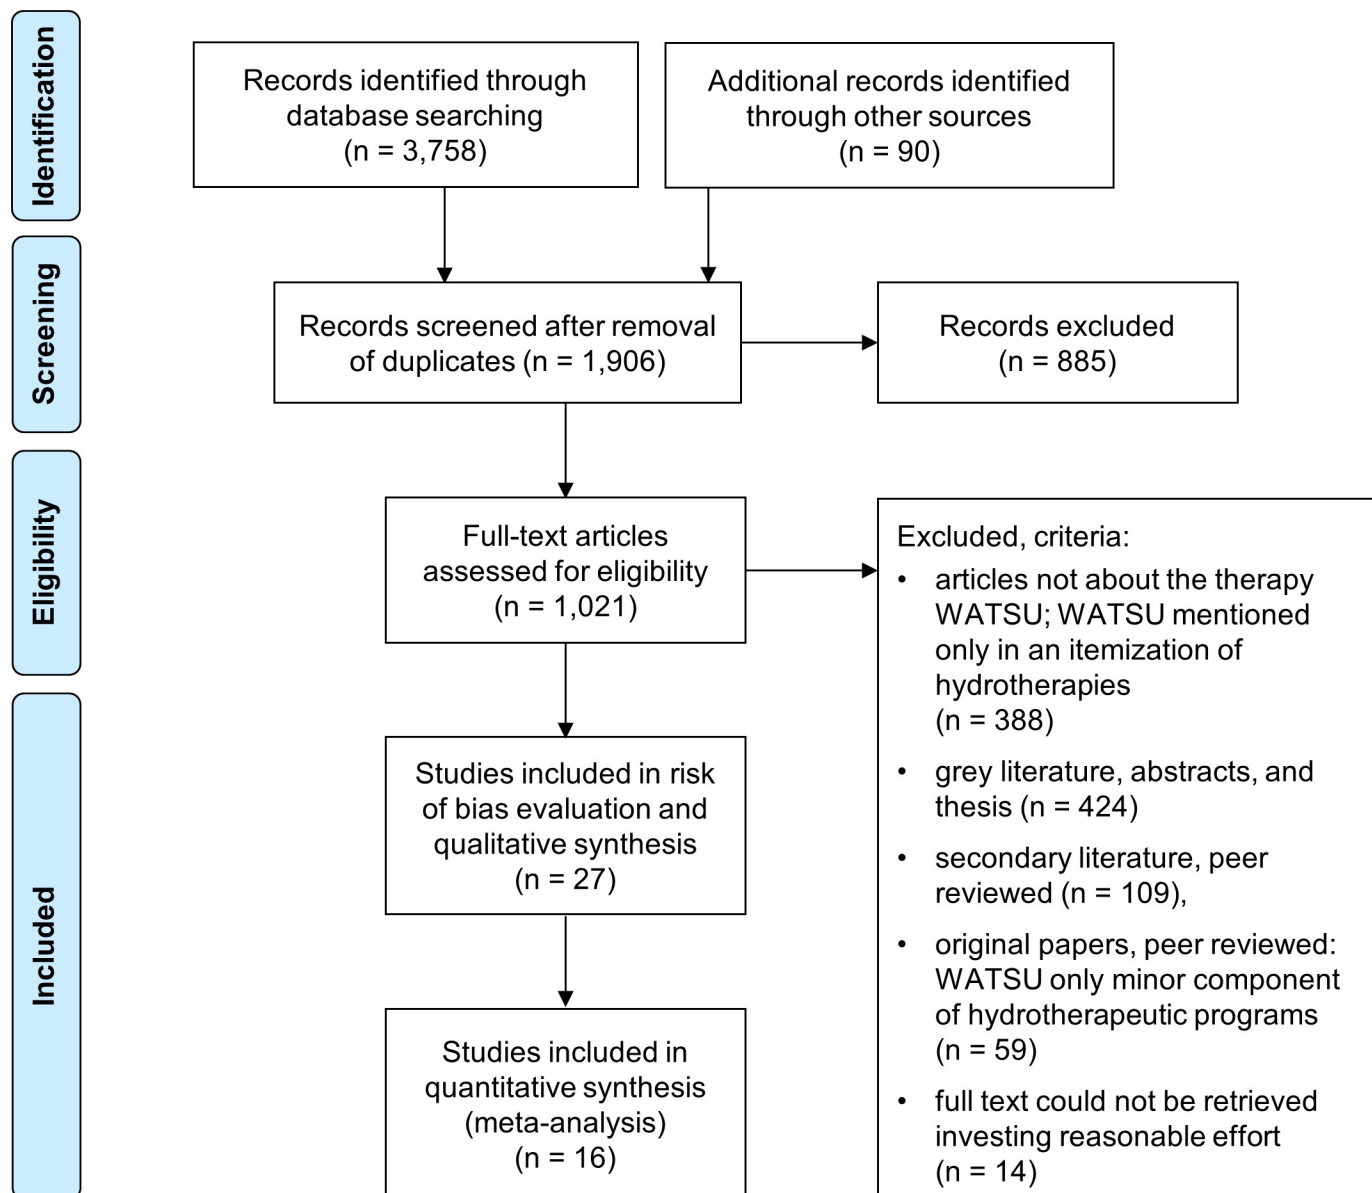 Identification
Records identified through
database searching
(n = 3,758)
Additional records identified
through other sources
(n = 90)
Screening
Records screened after removal
of duplicates (n = 1,906)
Records excluded
(n = 885)
Eligibility
Full-text articles
assessed for eligibility
(n = 1,021)
Excluded, criteria:
• articles not about the therapy
WATSU; WATSU mentioned
only in an itemization of
hydrotherapies
(n = 388)
• grey literature, abstracts, and
thesis (n = 424)
• secondary literature, peer
reviewed (n = 109),
• original papers, peer reviewed:
WATSU only minor component
of hydrotherapeutic programs
(n = 59)
• full text could not be retrieved
investing reasonable effort
(n = 14)
Included
Studies included in risk
of bias evaluation and
qualitative synthesis
(n = 27)
Studies included in
quantitative synthesis
(meta-analysis)
(n = 16)